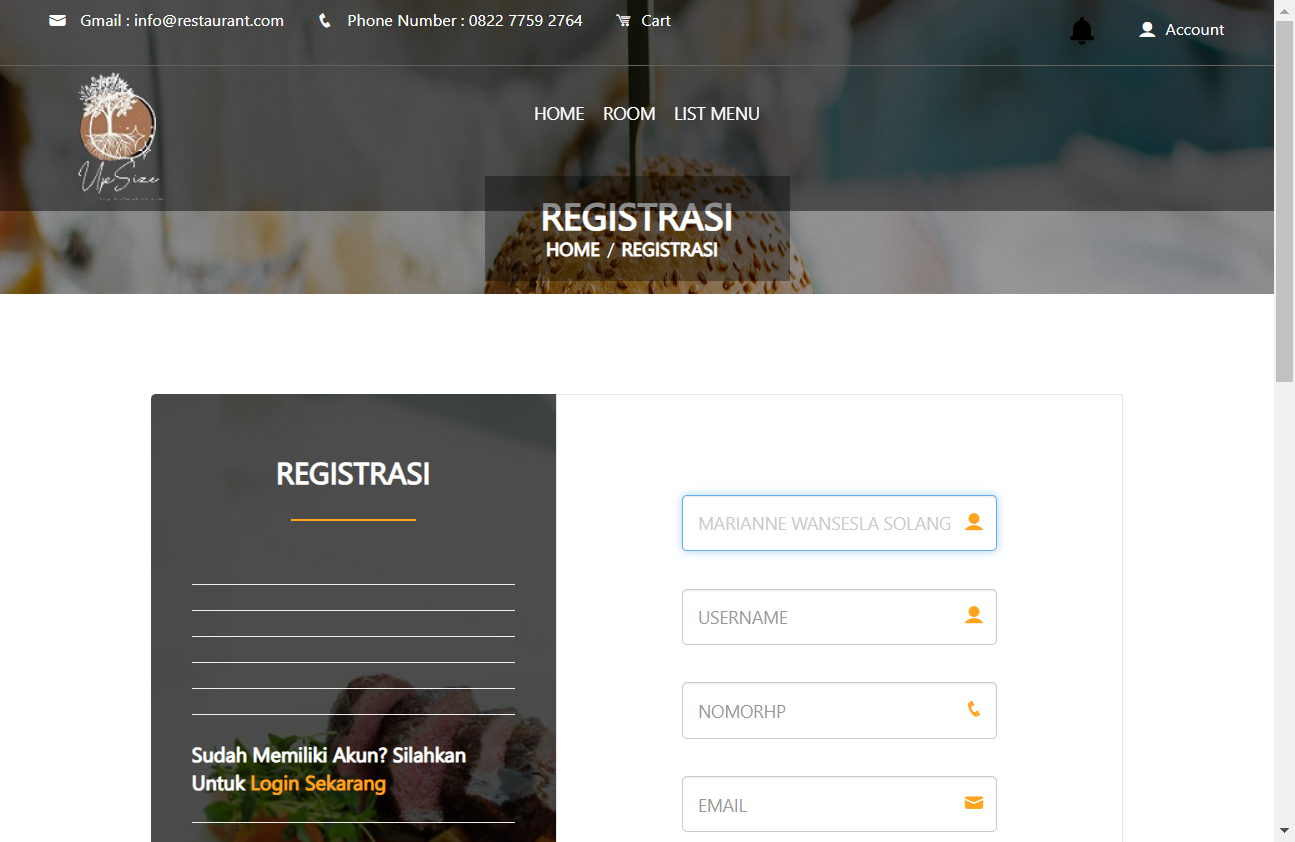 Gmail : info@restaurant.com Phone Number : 0822 7759 2764 Cart Account
HOME ROOM LIST MENU
UpSize
REGISTRASI
HOME / REGISTRASI
REGISTRASI
Sudah Memiliki Akun? Silahkan
Untuk Login Sekarang
MARIANNE WANSESLA SOLANG
USERNAME
NOMORHP
EMAIL